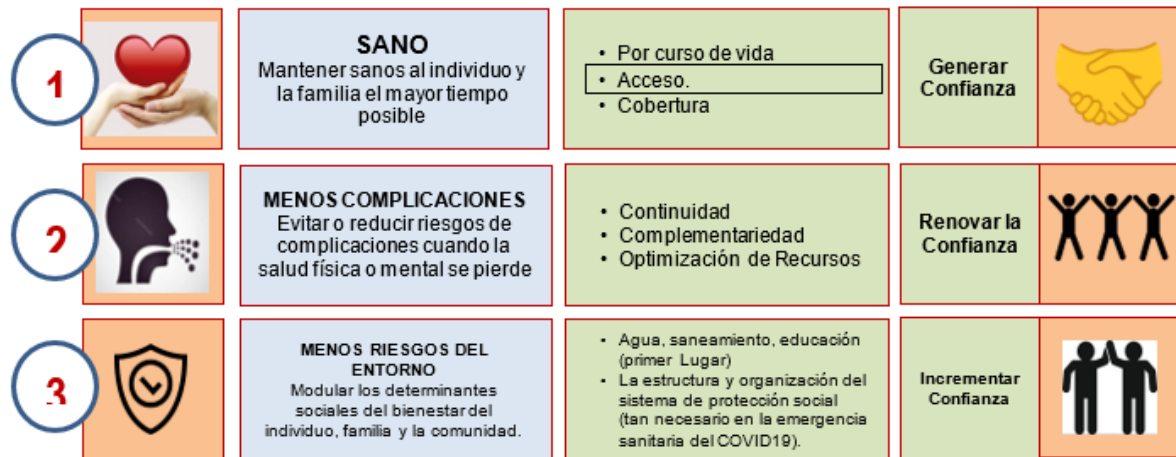 1
SANO
Mantener sanos al individuo y
la familia el mayor tiempo
posible
• Por curso de vida
• Acceso.
• Cobertura
Generar
Confianza
2
MENOS COMPLICACIONES
Evitar o reducir riesgos de
complicaciones cuando la
salud física o mental se pierde
• Continuidad
• Complementariedad
• Optimización de Recursos
Renovar la
Confianza
3
MENOS RIESGOS DEL
ENTORNO
Modular los determinantes
sociales del bienestar del
individuo, familia y la comunidad.
• Agua, saneamiento, educación
(primer Lugar)
• La estructura y organización del
sistema de protección social
(tan necesario en la emergencia
sanitaria del COVID19).
Incrementar
Confianza